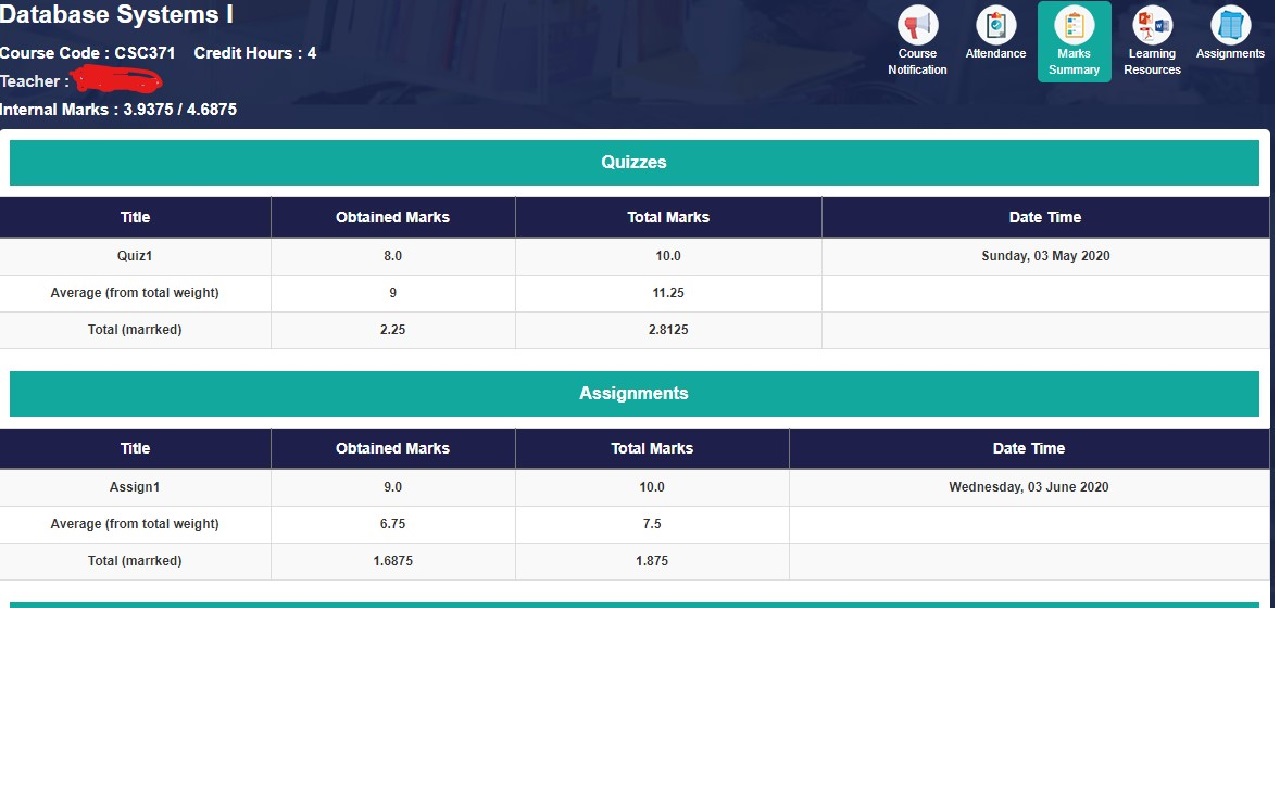 Database Systems I
Course Code : CSC371 Credit Hours : 4
Teacher :
Internal Marks : 3.9375 / 4.6875
Course Notification
Attendance
Marks Summary
Learning Resources
Assignments
Quizzes
Title Obtained Marks Total Marks Date Time
Quiz1 8.0 10.0 Sunday, 03 May 2020
Average (from total weight) 9 11.25
Total (marrked) 2.25 2.8125
Assignments
Title Obtained Marks Total Marks Date Time
Assign1 9.0 10.0 Wednesday, 03 June 2020
Average (from total weight) 6.75 7.5
Total (marrked) 1.6875 1.875